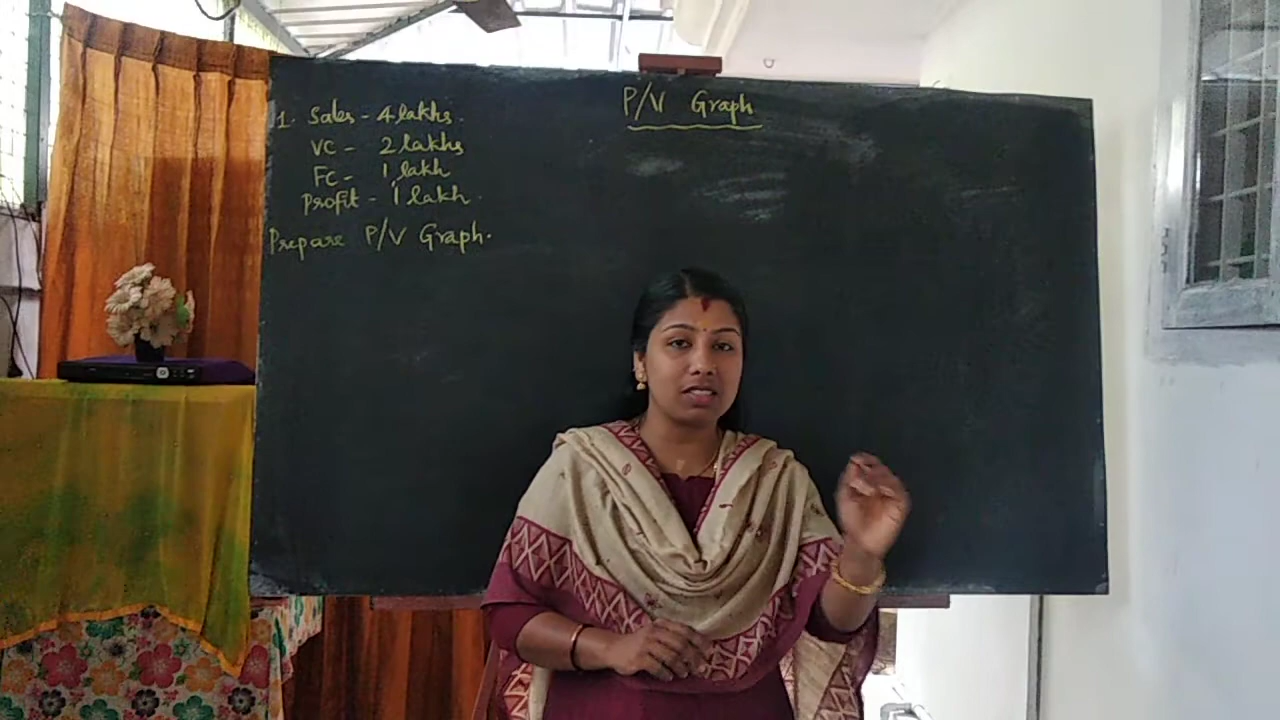 P/V Graph
1. Sales - 4 lakhs.
VC - 2 lakhs
FC - 1 lakh
Profit - 1 lakh.
Prepare P/V Graph.